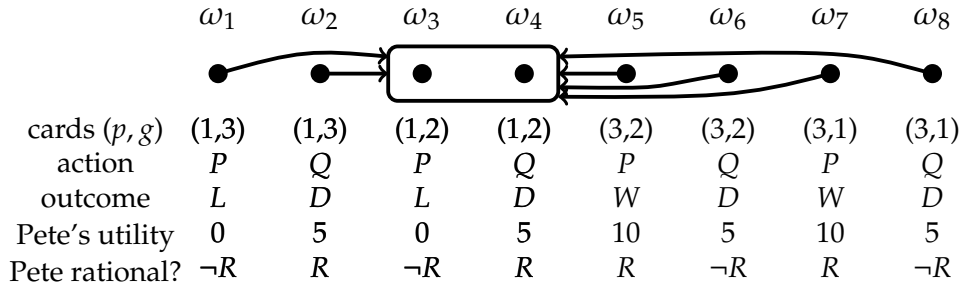 ω₁ ω₂ ω₃ ω₄ ω₅ ω₆ ω₇ ω₈
cards (p, g) (1,3) (1,3) (1,2) (1,2) (3,2) (3,2) (3,1) (3,1)
action P Q P Q P Q P Q
outcome L D L D W D W D
Pete's utility 0 5 0 5 10 5 10 5
Pete rational? ¬R R ¬R R R ¬R R ¬R